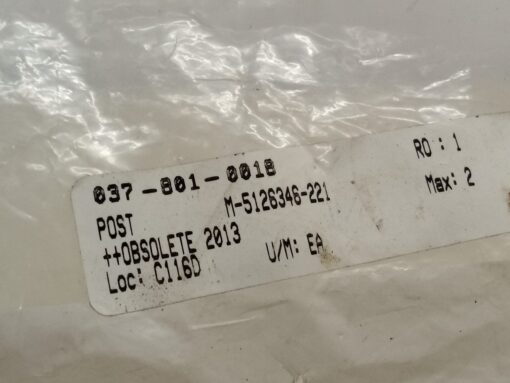 037-801-0018 RO : 1
POST M-5126346-221 Max: 2
++OBSOLETE 2013
Loc: C116D U/M: EA